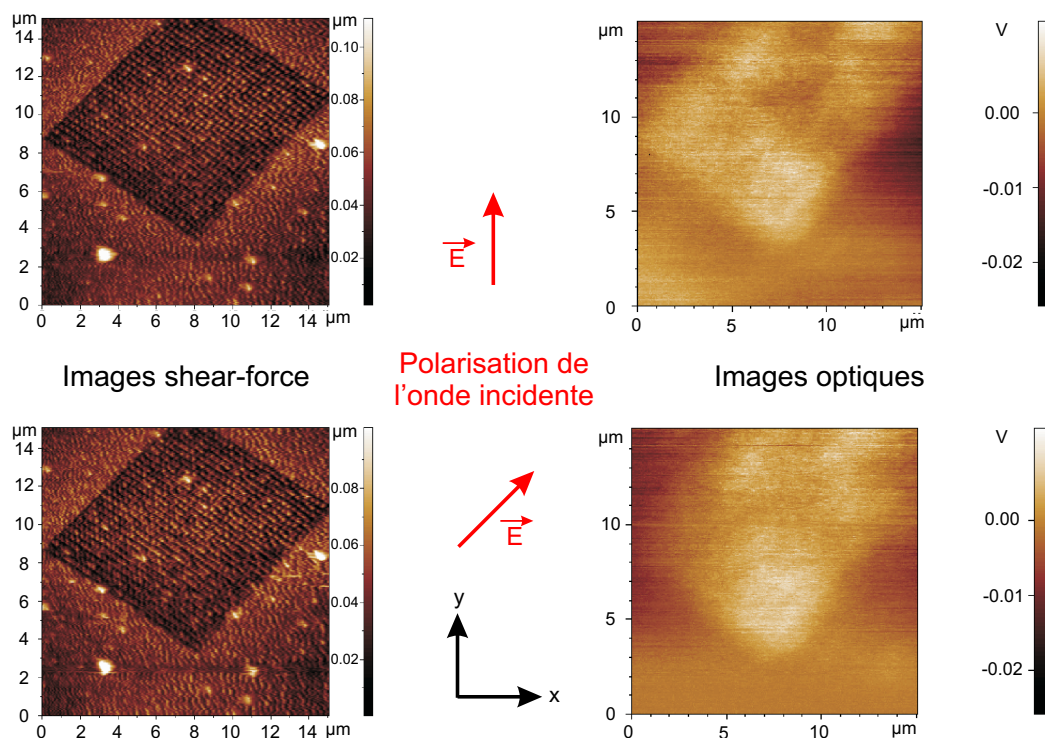 µm
14
12
10
8
6
4
2
0
0 2 4 6 8 10 12 14 µm
µm
0.10
0.08
0.06
0.04
0.02
E
µm
15
10
5
0
0 5 10 µm
V
0.00
-0.01
-0.02
Images shear-force
Polarisation de
l'onde incidente
Images optiques
µm
14
12
10
8
6
4
2
0
0 2 4 6 8 10 12 14 µm
µm
0.08
0.06
0.04
0.02
E
y
x
µm
15
10
5
0
0 5 10 µm
V
0.00
-0.01
-0.02